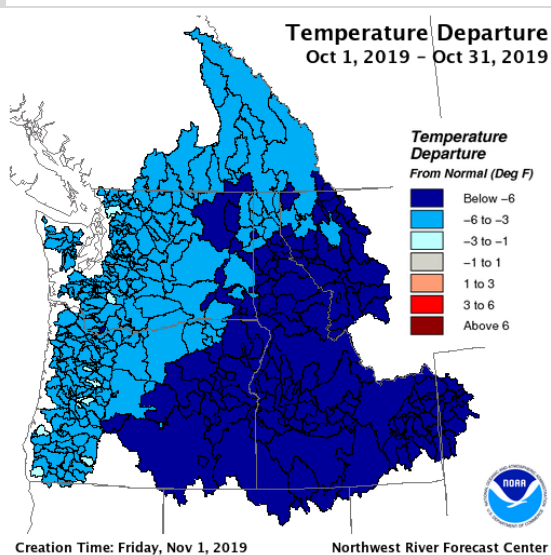 Temperature Departure
Oct 1, 2019 – Oct 31, 2019
Temperature
Departure
From Normal (Deg F)
Below −6
−6 to −3
−3 to −1
−1 to 1
1 to 3
3 to 6
Above 6
NOAA
Creation Time: Friday, Nov 1, 2019
Northwest River Forecast Center